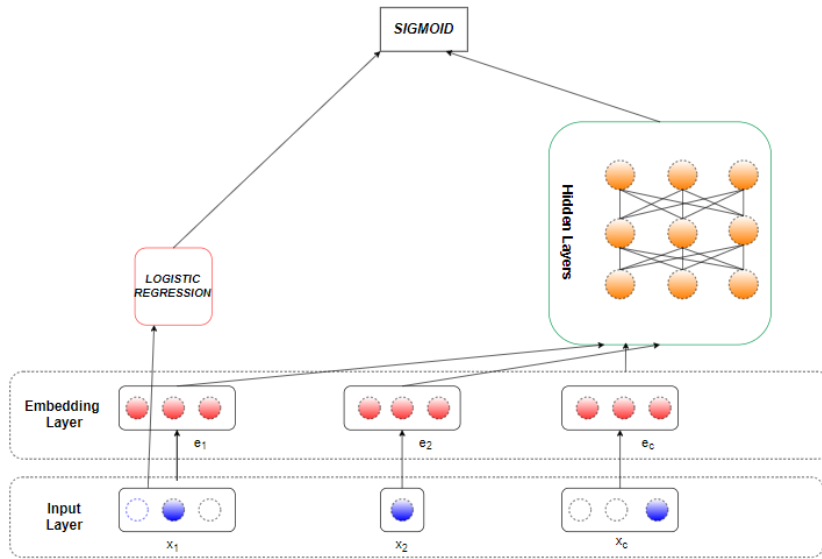 SIGMOID
Hidden Layers
LOGISTIC
REGRESSION
Embedding
Layer
e1
e2
ec
Input
Layer
x1
x2
xc